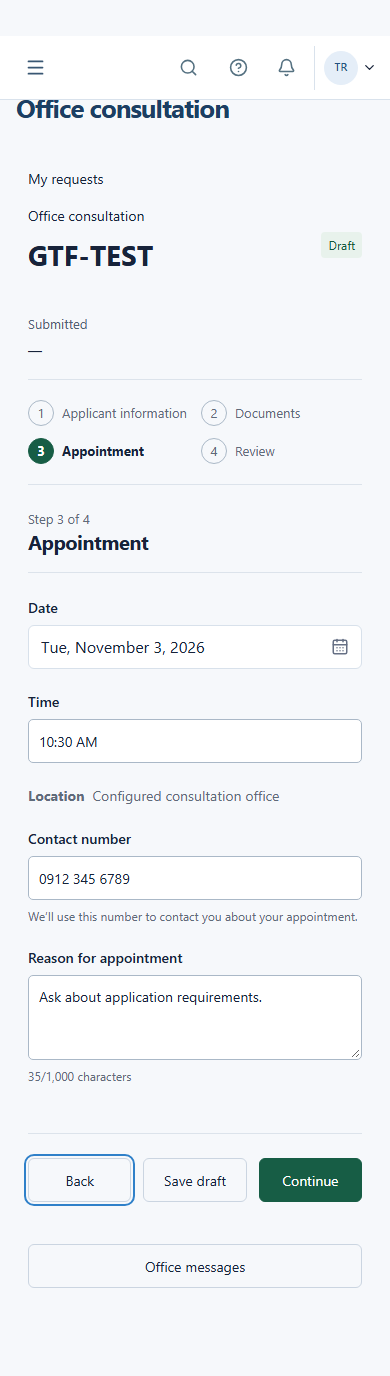 TR
Office consultation
My requests
Office consultation
GTF-TEST
Draft
Submitted
—
1 Applicant information
2 Documents
3 Appointment
4 Review
Step 3 of 4
Appointment
Date
Tue, November 3, 2026
Time
10:30 AM
Location Configured consultation office
Contact number
0912 345 6789
We'll use this number to contact you about your appointment.
Reason for appointment
Ask about application requirements.
35/1,000 characters
Back
Save draft
Continue
Office messages